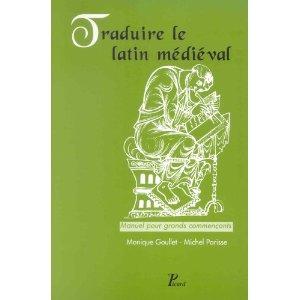 Traduire le
latin médiéval
Manuel pour grands commençants
Monique Goullet - Michel Parisse
Picard